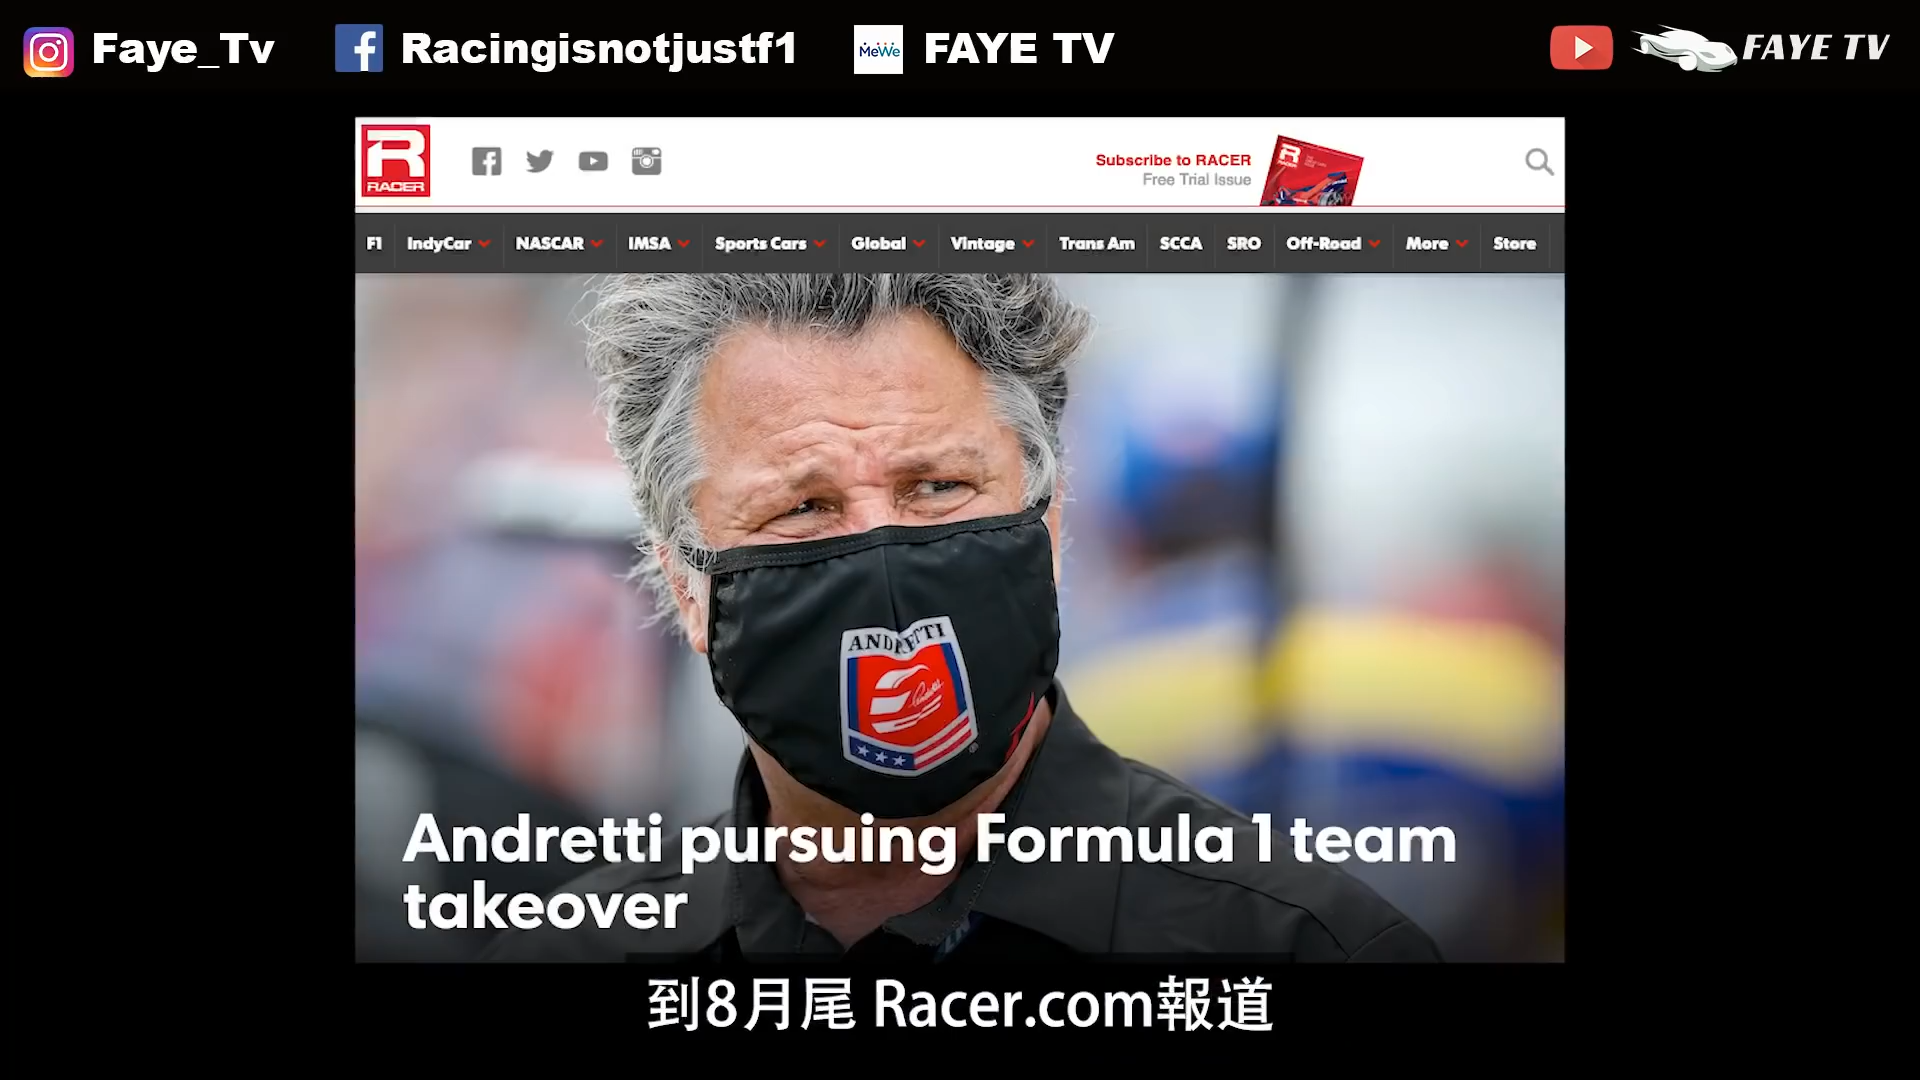 Faye_Tv
Racingisnotjustf1
MeWe
FAYE TV
FAYE TV
R
RACER
Subscribe to RACER
Free Trial Issue
F1 IndyCar NASCAR IMSA Sports Cars Global Vintage Trans Am SCCA SRO Off-Road More Store
ANDRETTI
Andretti pursuing Formula 1 team
takeover
到8月尾 Racer.com報道